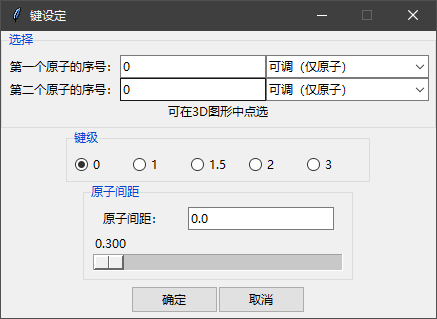 键设定
选择
第一个原子的序号: 0 可调（仅原子）
第二个原子的序号: 0 可调（仅原子）
可在3D图形中点选
键级
0 1 1.5 2 3
原子间距
原子间距: 0.0
0.300
确定 取消